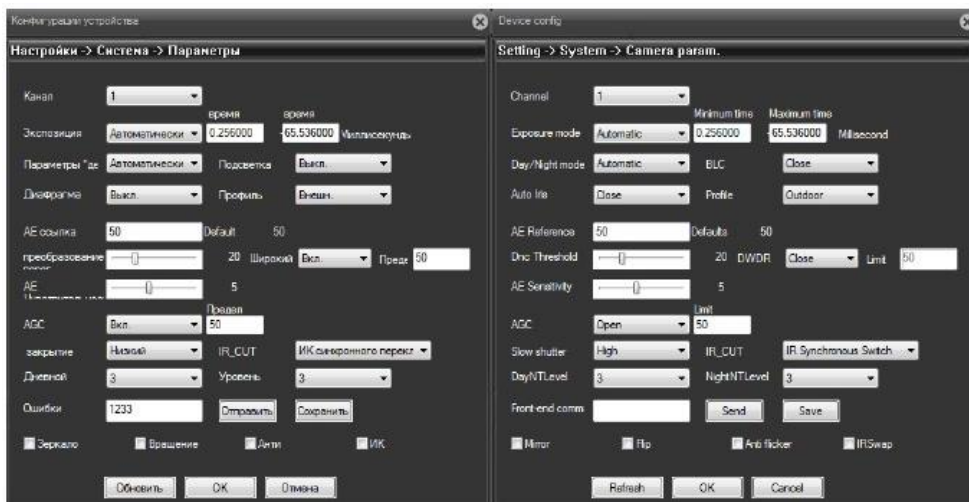 Конфигурации устройства
Настройки -> Система -> Параметры
Канал 1
время время
Экспозиция Автоматически 0.256000 -65.536000 Миллисекунды
Параметры "де Автоматически Подсветка Выкл.
Диафрагма Выкл. Профиль Внешн.
AE ссылка 50 Default 50
преобразование 20 Широкий Вкл. Преде 50
AE 5
Предел
AGC Вкл. 50
закрытие Низкий IR_CUT ИК синхронного перекл
Дневной 3 Уровень 3
Ошибки 1233 Отправить Сохранить
Зеркало Вращение Анти ИК
Обновить OK Отмена
Device config
Setting -> System -> Camera param.
Channel 1
Minimum time Maximum time
Exposure mode Automatic 0.256000 -65.536000 Millisecond
Day/Night mode Automatic BLC Close
Auto Iris Close Profile Outdoor
AE Reference 50 Defaults 50
Dnc Threshold 20 DWDR Close Limit 50
AE Sensitivity 5
Limit
AGC Open 50
Slow shutter High IR_CUT IR Synchronous Switch
DayNTLevel 3 NightNTLevel 3
Front-end comm Send Save
Mirror Flip Anti flicker IRSwap
Refresh OK Cancel